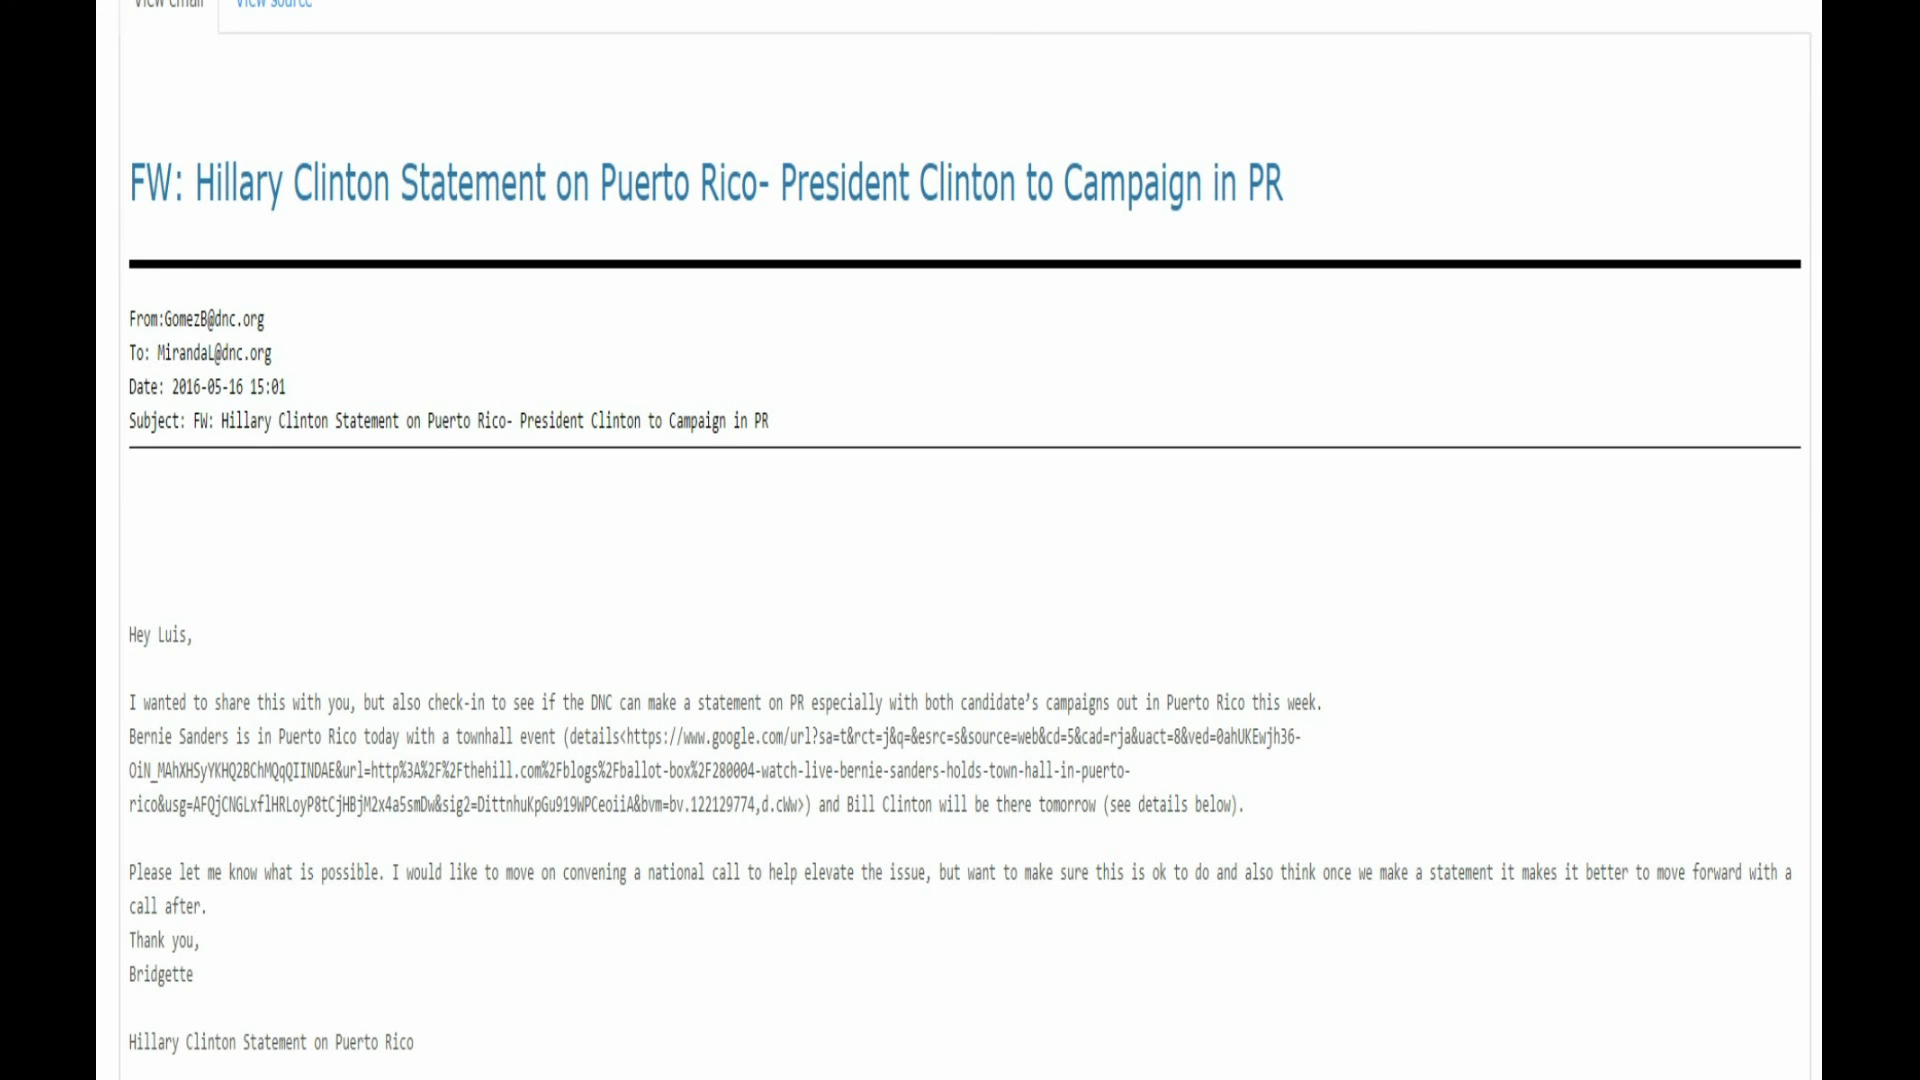 View email View source
FW: Hillary Clinton Statement on Puerto Rico- President Clinton to Campaign in PR
From:GomezB@dnc.org
To: MirandaL@dnc.org
Date: 2016-05-16 15:01
Subject: FW: Hillary Clinton Statement on Puerto Rico- President Clinton to Campaign in PR
Hey Luis,
I wanted to share this with you, but also check-in to see if the DNC can make a statement on PR especially with both candidate’s campaigns out in Puerto Rico this week.
Bernie Sanders is in Puerto Rico today with a townhall event (details<https://www.google.com/url?sa=t&rct=j&q=&esrc=s&source=web&cd=5&cad=rja&uact=8&ved=0ahUKEwjh36-
OiN_MAhXHSyYKHQ2BChMQqQIINDAE&url=http%3A%2F%2Fthehill.com%2Fblogs%2Fballot-box%2F280004-watch-live-bernie-sanders-holds-town-hall-in-puerto-
rico&usg=AFQjCNGLxflHRLoyP8tCjHBjM2x4a5smDw&sig2=DittnhuKpGu919WPCeoiiA&bvm=bv.122129774,d.cWw>) and Bill Clinton will be there tomorrow (see details below).
Please let me know what is possible. I would like to move on convening a national call to help elevate the issue, but want to make sure this is ok to do and also think once we make a statement it makes it better to move forward with a
call after.
Thank you,
Bridgette
Hillary Clinton Statement on Puerto Rico